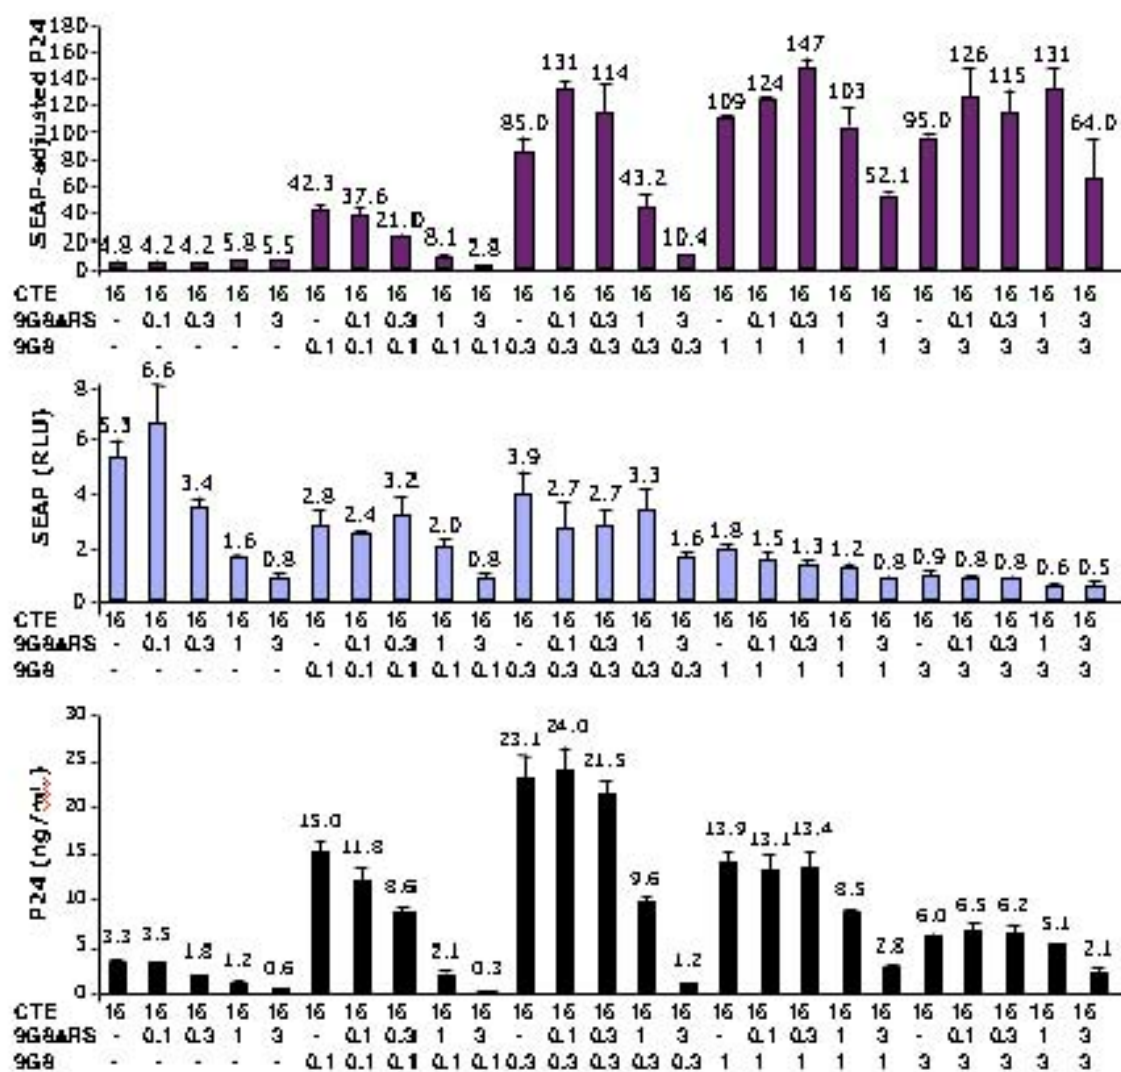 SEAP-adjusted P24
180
160
140
120
100
80
60
40
20
0
4.8 4.2 4.2 5.8 5.5 42.3 37.6 21.0 8.1 2.8 85.0 131 114 43.2 10.4 109 124 147 103 52.1 95.0 126 115 131 64.0
CTE 16 16 16 16 16 16 16 16 16 16 16 16 16 16 16 16 16 16 16 16 16 16 16 16 16
9G8▲RS - 0.1 0.3 1 3 - 0.1 0.3 1 3 - 0.1 0.3 1 3 - 0.1 0.3 1 3 - 0.1 0.3 1 3
9G8 - - - - - 0.1 0.1 0.1 0.1 0.1 0.3 0.3 0.3 0.3 0.3 1 1 1 1 1 3 3 3 3 3
SEAP (RLU)
8
6
4
2
0
5.3 6.6 3.4 1.6 0.8 2.8 2.4 3.2 2.0 0.8 3.9 2.7 2.7 3.3 1.6 1.8 1.5 1.3 1.2 0.8 0.9 0.8 0.8 0.6 0.5
CTE 16 16 16 16 16 16 16 16 16 16 16 16 16 16 16 16 16 16 16 16 16 16 16 16 16
9G8▲RS - 0.1 0.3 1 3 - 0.1 0.3 1 3 - 0.1 0.3 1 3 - 0.1 0.3 1 3 - 0.1 0.3 1 3
9G8 - - - - - 0.1 0.1 0.1 0.1 0.1 0.3 0.3 0.3 0.3 0.3 1 1 1 1 1 3 3 3 3 3
P24 (ng/mL)
30
25
20
15
10
5
0
3.3 3.5 1.8 1.2 0.6 15.0 11.8 8.6 2.1 0.3 23.1 24.0 21.5 9.6 1.2 13.9 13.1 13.4 8.5 2.8 6.0 6.5 6.2 5.1 2.1
CTE 16 16 16 16 16 16 16 16 16 16 16 16 16 16 16 16 16 16 16 16 16 16 16 16 16
9G8▲RS - 0.1 0.3 1 3 - 0.1 0.3 1 3 - 0.1 0.3 1 3 - 0.1 0.3 1 3 - 0.1 0.3 1 3
9G8 - - - - - 0.1 0.1 0.1 0.1 0.1 0.3 0.3 0.3 0.3 0.3 1 1 1 1 1 3 3 3 3 3